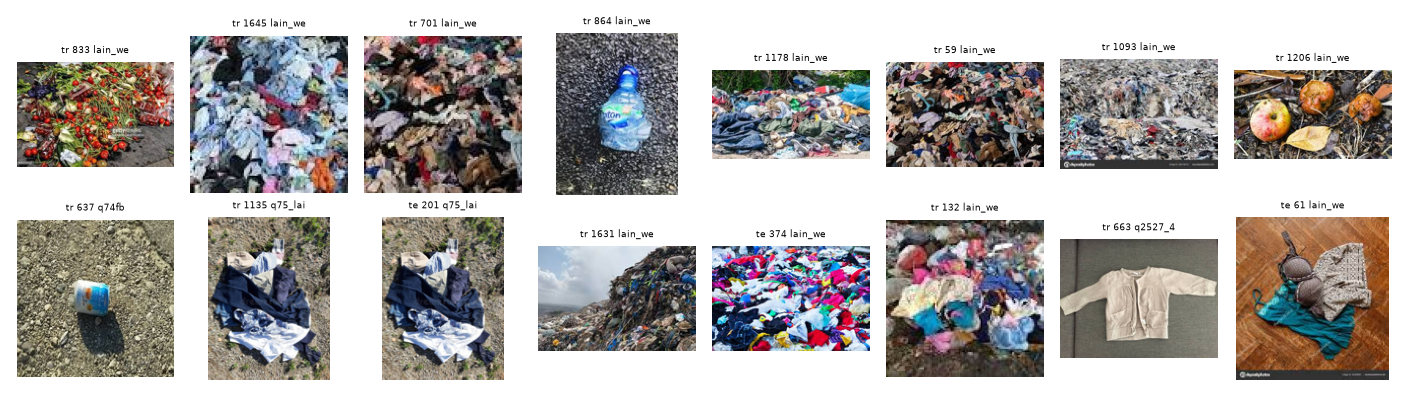 tr 833 lain_we
tr 1645 lain_we
tr 701 lain_we
tr 864 lain_we
tr 1178 lain_we
tr 59 lain_we
tr 1093 lain_we
tr 1206 lain_we
tr 637 q74fb
tr 1135 q75_lai
te 201 q75_lai
tr 1631 lain_we
te 374 lain_we
tr 132 lain_we
tr 663 q2527_4
te 61 lain_we